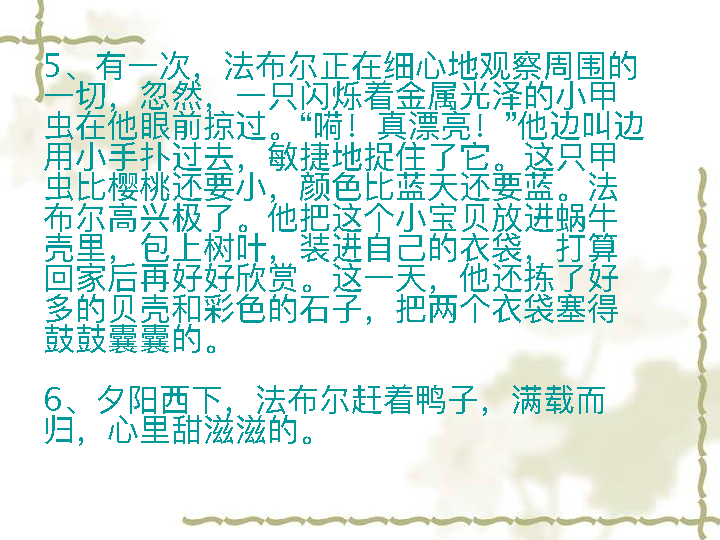 5、有一次，法布尔正在细心地观察周围的
一切，忽然，一只闪烁着金属光泽的小甲
虫在他眼前掠过。“嗬！真漂亮！”他边叫边
用小手扑过去，敏捷地捉住了它。这只甲
虫比樱桃还要小，颜色比蓝天还要蓝。法
布尔高兴极了。他把这个小宝贝放进蜗牛
壳里，包上树叶，装进自己的衣袋，打算
回家后再好好欣赏。这一天，他还拣了好
多的贝壳和彩色的石子，把两个衣袋塞得
鼓鼓囊囊的。
6、夕阳西下，法布尔赶着鸭子，满载而
归，心里甜滋滋的。